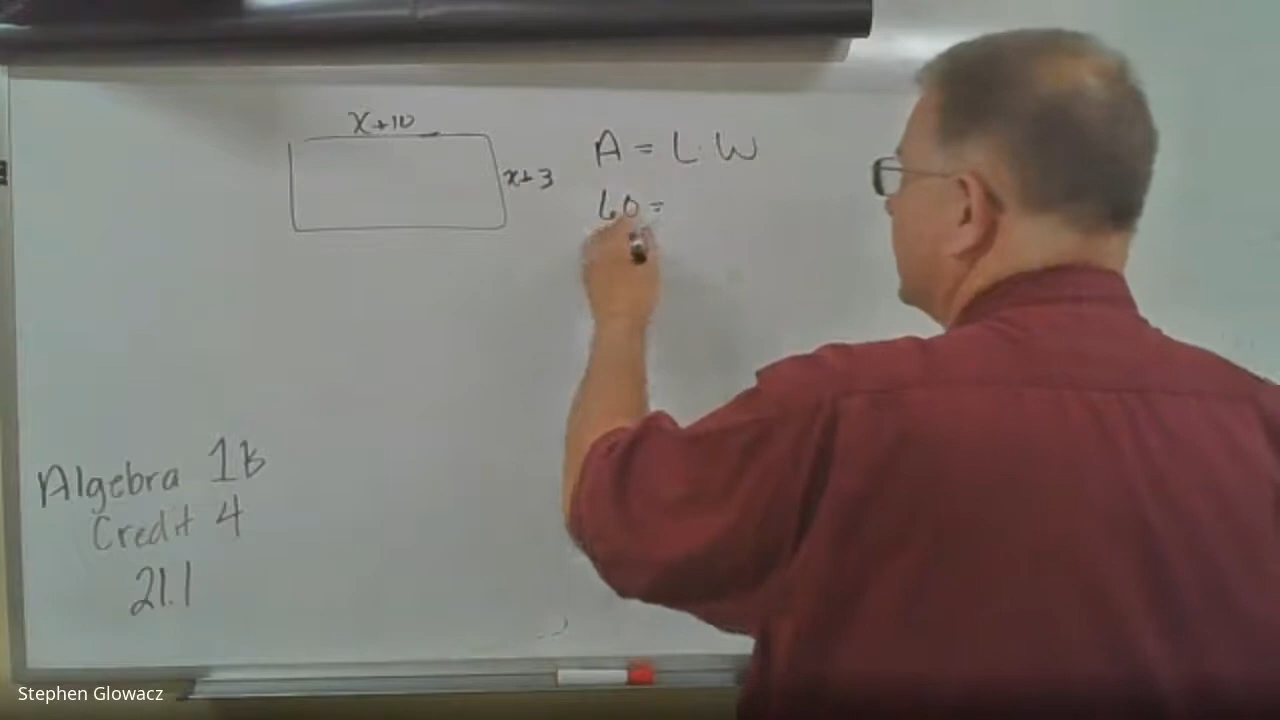 x+10
x+3
A = L·W
60 =
Algebra 1B
Credit 4
21.1
Stephen Glowacz